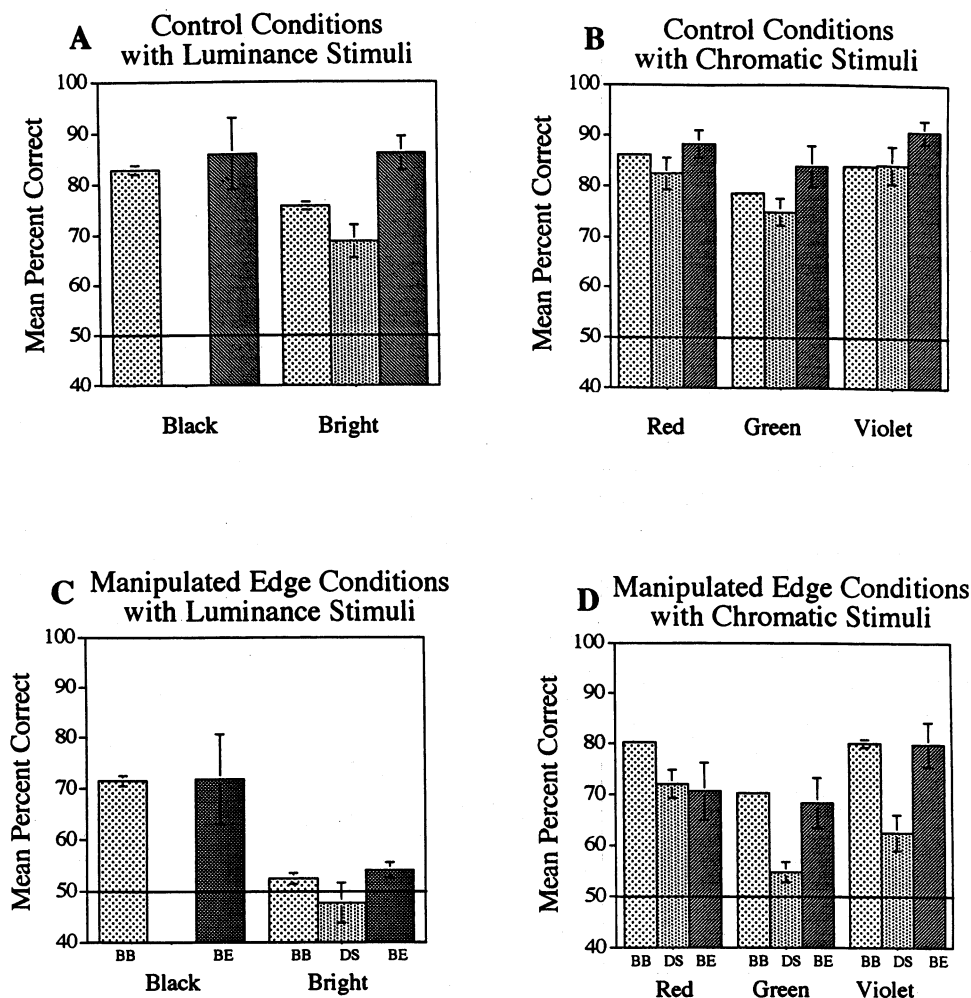 A Control Conditions
with Luminance Stimuli
Mean Percent Correct
100
90
80
70
60
50
40
Black Bright
B Control Conditions
with Chromatic Stimuli
Mean Percent Correct
100
90
80
70
60
50
40
Red Green Violet
C Manipulated Edge Conditions
with Luminance Stimuli
Mean Percent Correct
100
90
80
70
60
50
40
BB BE BB DS BE
Black Bright
D Manipulated Edge Conditions
with Chromatic Stimuli
Mean Percent Correct
100
90
80
70
60
50
40
BB DS BE BB DS BE BB DS BE
Red Green Violet